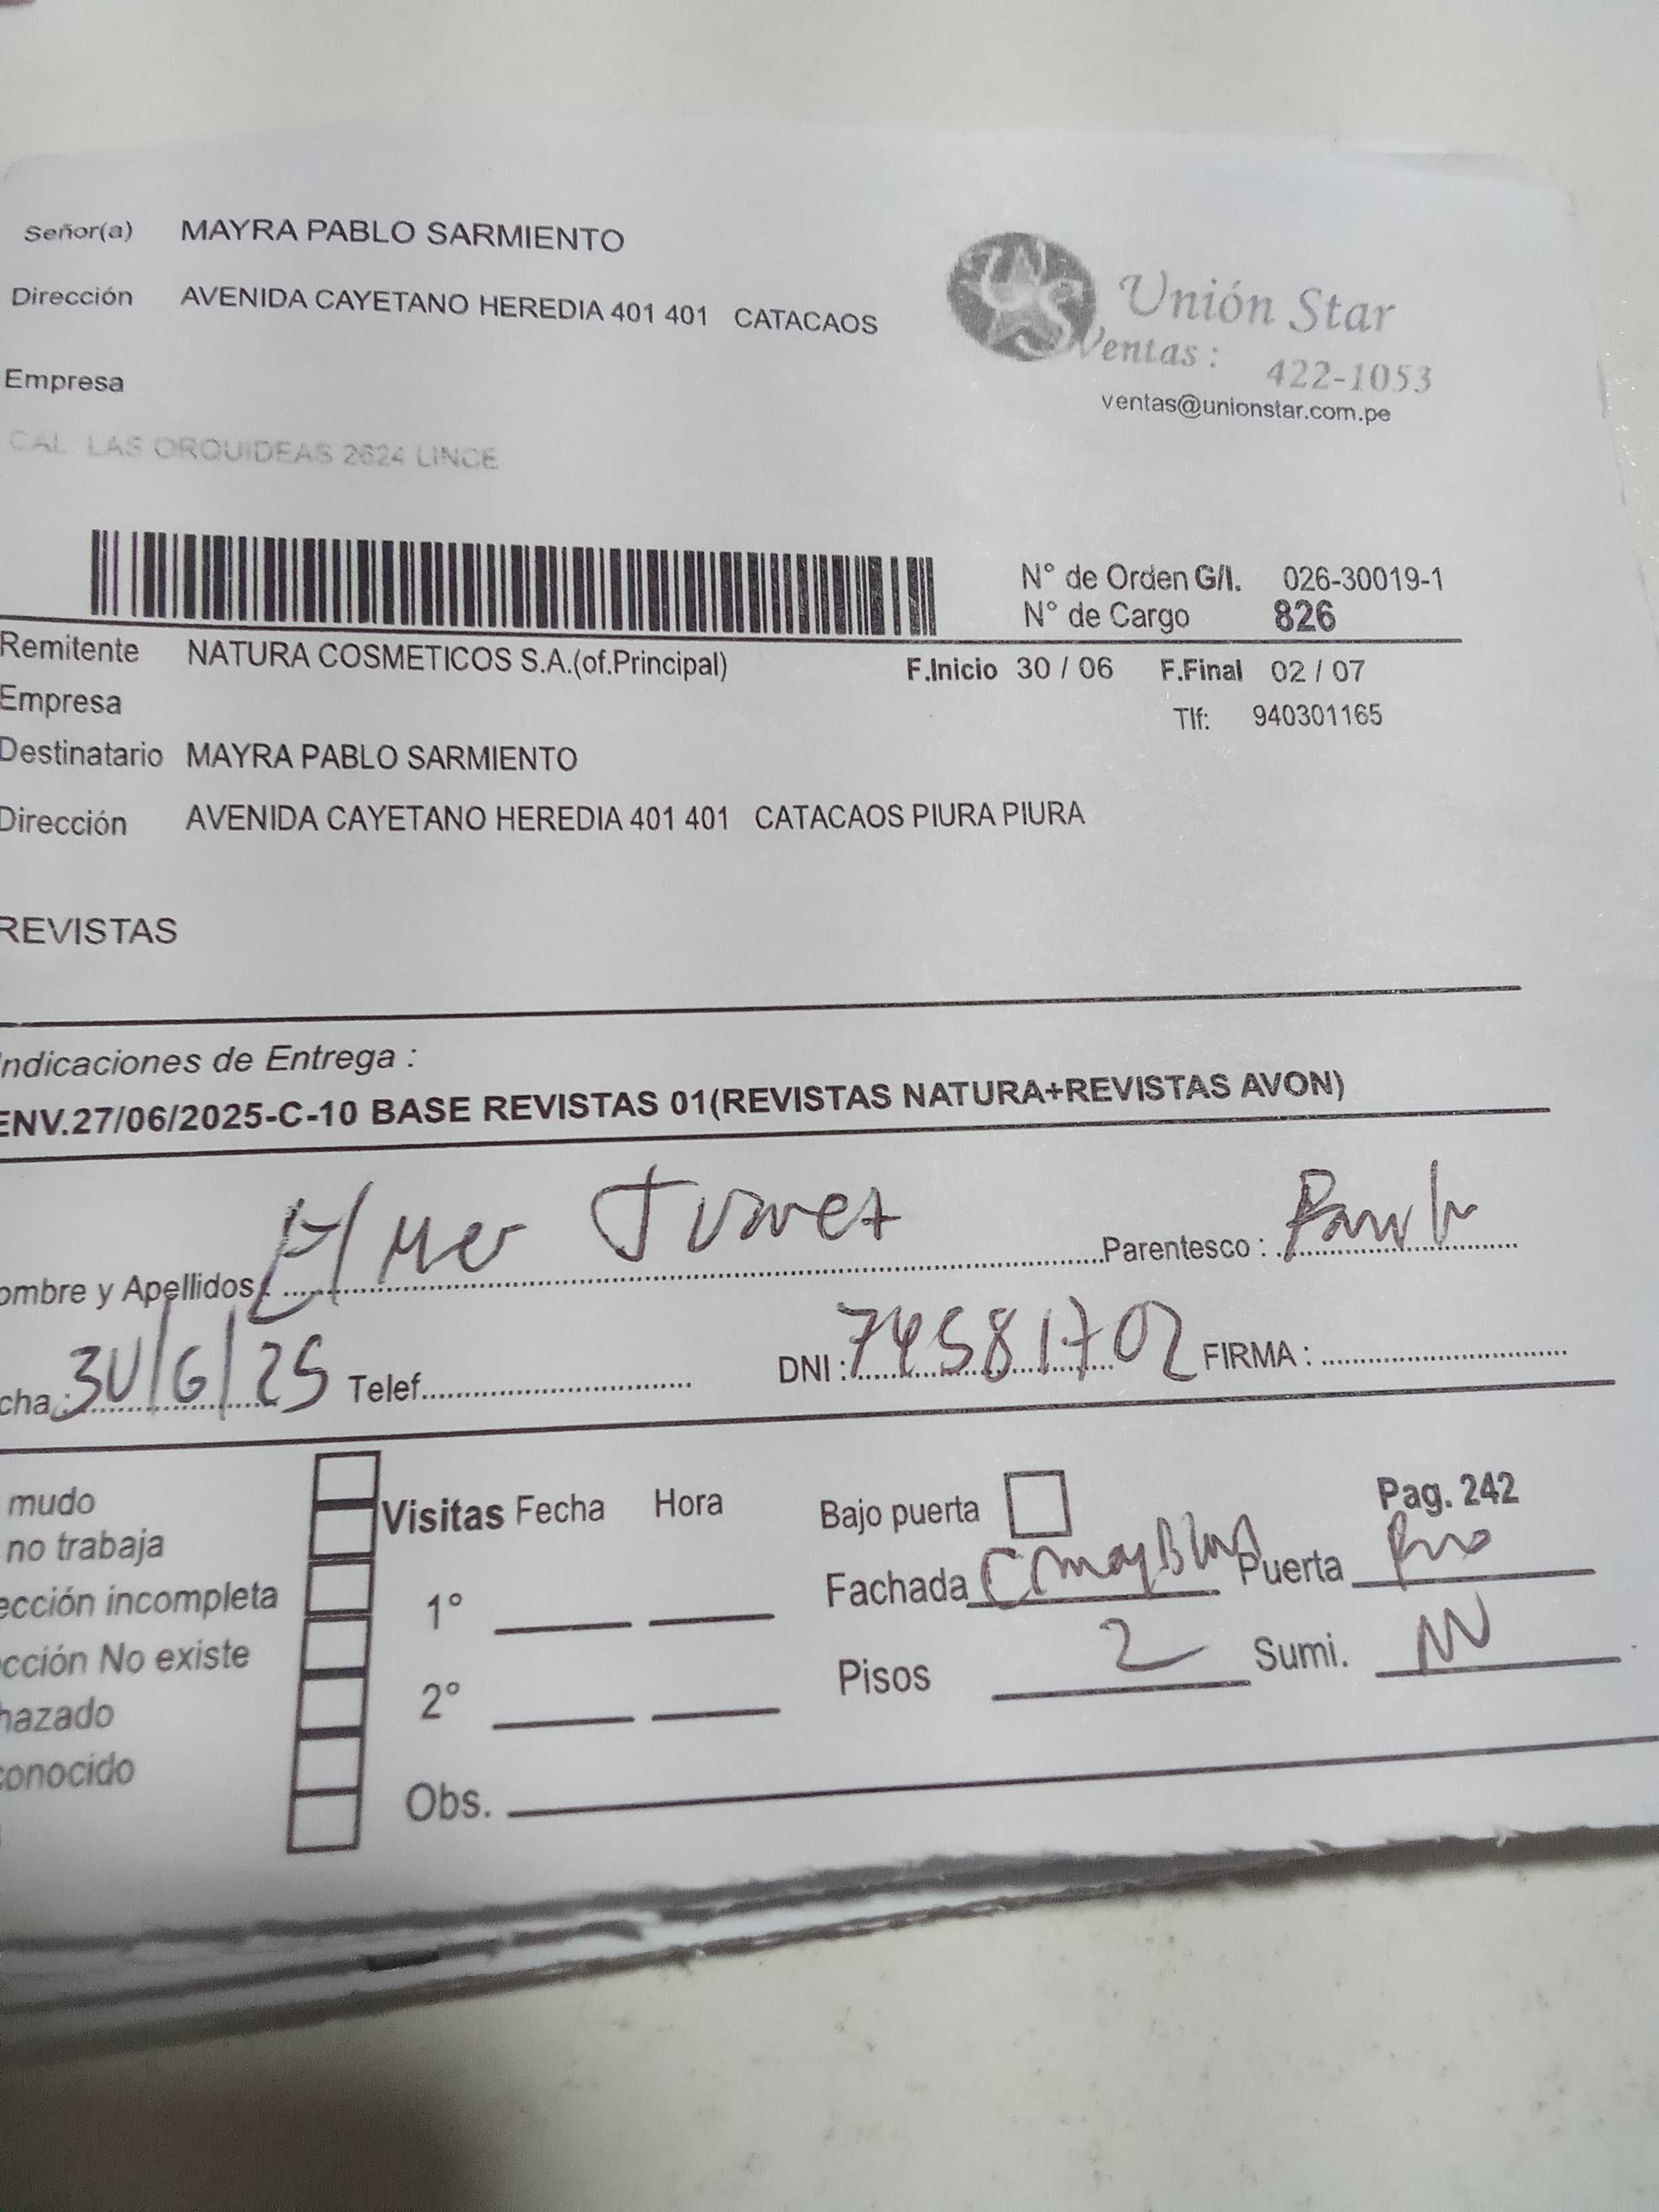 Señor(a) MAYRA PABLO SARMIENTO
Dirección AVENIDA CAYETANO HEREDIA 401 401 CATACAOS
Unión Star
Ventas : 422-1053
ventas@unionstar.com.pe
Empresa
CAL LAS ORQUIDEAS 2624 LINCE
N° de Orden G/I. 026-30019-1
N° de Cargo 826
Remitente NATURA COSMETICOS S.A.(of.Principal) F.Inicio 30 / 06 F.Final 02 / 07
Empresa Tlf: 940301165
Destinatario MAYRA PABLO SARMIENTO
Dirección AVENIDA CAYETANO HEREDIA 401 401 CATACAOS PIURA PIURA
REVISTAS
Indicaciones de Entrega :
ENV.27/06/2025-C-10 BASE REVISTAS 01(REVISTAS NATURA+REVISTAS AVON)
ombre y Apellidos : Elmer Parentesco :
cha : 30/6/25 Telef. DNI : 74581702 FIRMA :
mudo Visitas Fecha Hora Bajo puerta Pag. 242
no trabaja
ección incompleta 1° Fachada Puerta
cción No existe Pisos 2 Sumi.
hazado 2°
conocido
Obs.